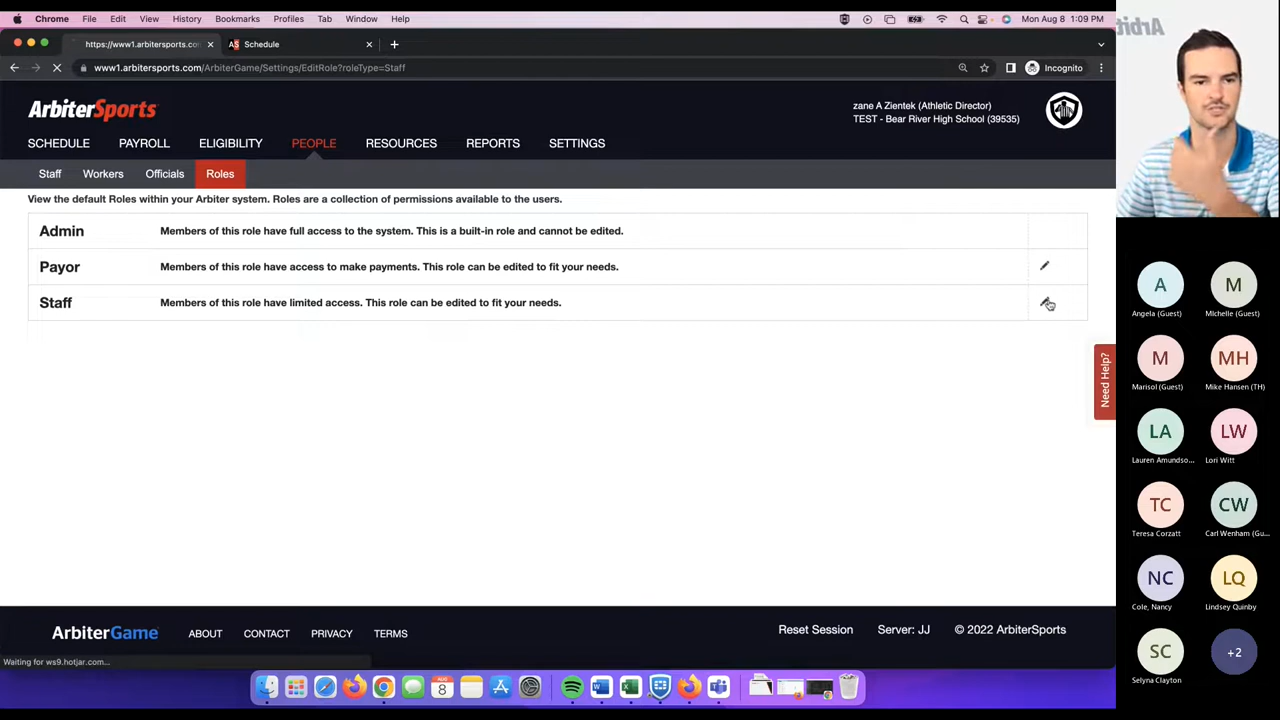 Chrome File Edit View History Bookmarks Profiles Tab Window Help Mon Aug 8 1:09 PM
https://www1.arbitersports.co AS Schedule
www1.arbitersports.com/ArbiterGame/Settings/EditRole?roleType=Staff Incognito
ArbiterSports
zane A Zientek (Athletic Director)
TEST - Bear River High School (39535)
SCHEDULE PAYROLL ELIGIBILITY PEOPLE RESOURCES REPORTS SETTINGS
Staff Workers Officials Roles
View the default Roles within your Arbiter system. Roles are a collection of permissions available to the users.
Admin Members of this role have full access to the system. This is a built-in role and cannot be edited.
Payor Members of this role have access to make payments. This role can be edited to fit your needs.
Staff Members of this role have limited access. This role can be edited to fit your needs.
Need Help?
ArbiterGame ABOUT CONTACT PRIVACY TERMS Reset Session Server: JJ © 2022 ArbiterSports
Waiting for ws9.hotjar.com...
AUG
8
A M
Angela (Guest) Michelle (Guest)
M MH
Marisol (Guest) Mike Hansen (TH)
LA LW
Lauren Amundso... Lori Witt
TC CW
Teresa Corzatt Carl Wenham (Gu...
NC LQ
Cole, Nancy Lindsey Quinby
SC +2
Selyna Clayton